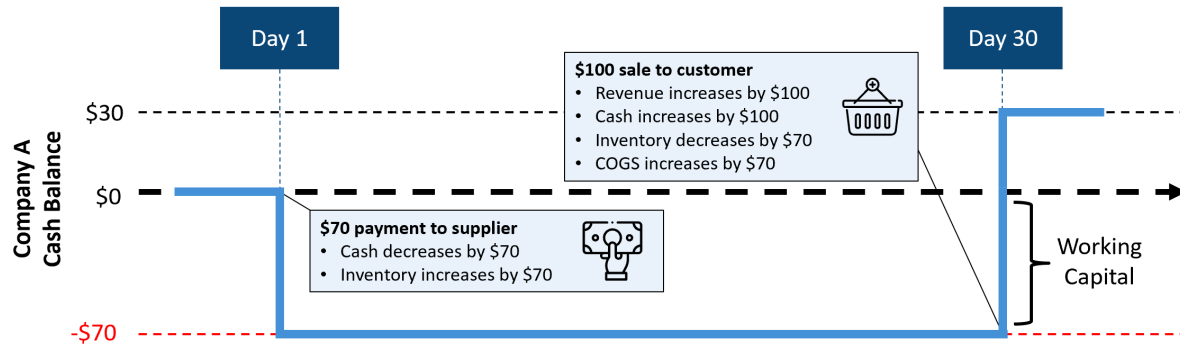 Day 1
Day 30
$100 sale to customer
• Revenue increases by $100
• Cash increases by $100
• Inventory decreases by $70
• COGS increases by $70
$30
Company A
Cash Balance
$0
$70 payment to supplier
• Cash decreases by $70
• Inventory increases by $70
Working
Capital
-$70